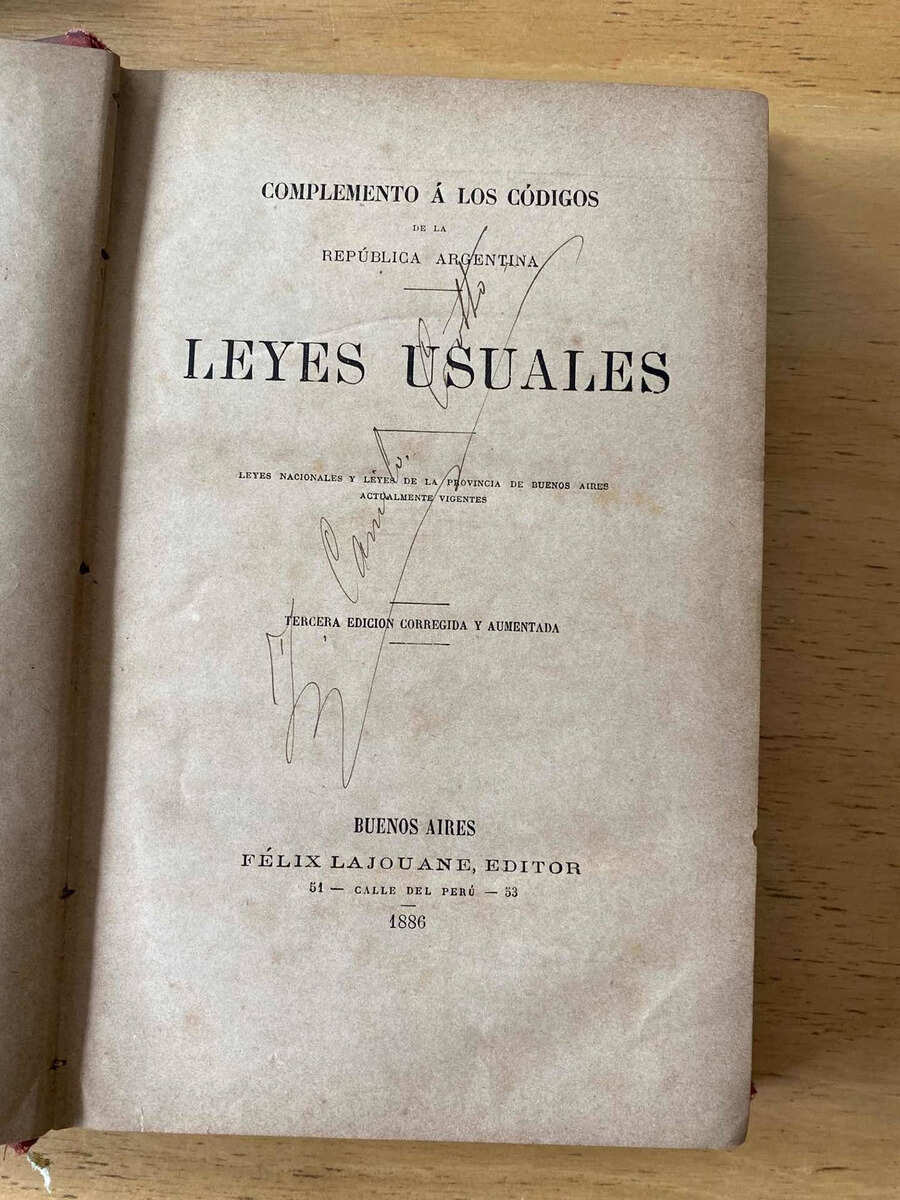 COMPLEMENTO Á LOS CÓDIGOS
DE LA
REPÚBLICA ARGENTINA
LEYES USUALES
LEYES NACIONALES Y LEYES DE LA PROVINCIA DE BUENOS AIRES
ACTUALMENTE VIGENTES
TERCERA EDICION CORREGIDA Y AUMENTADA
BUENOS AIRES
FÉLIX LAJOUANE, EDITOR
51 — CALLE DEL PERÚ — 53
1886